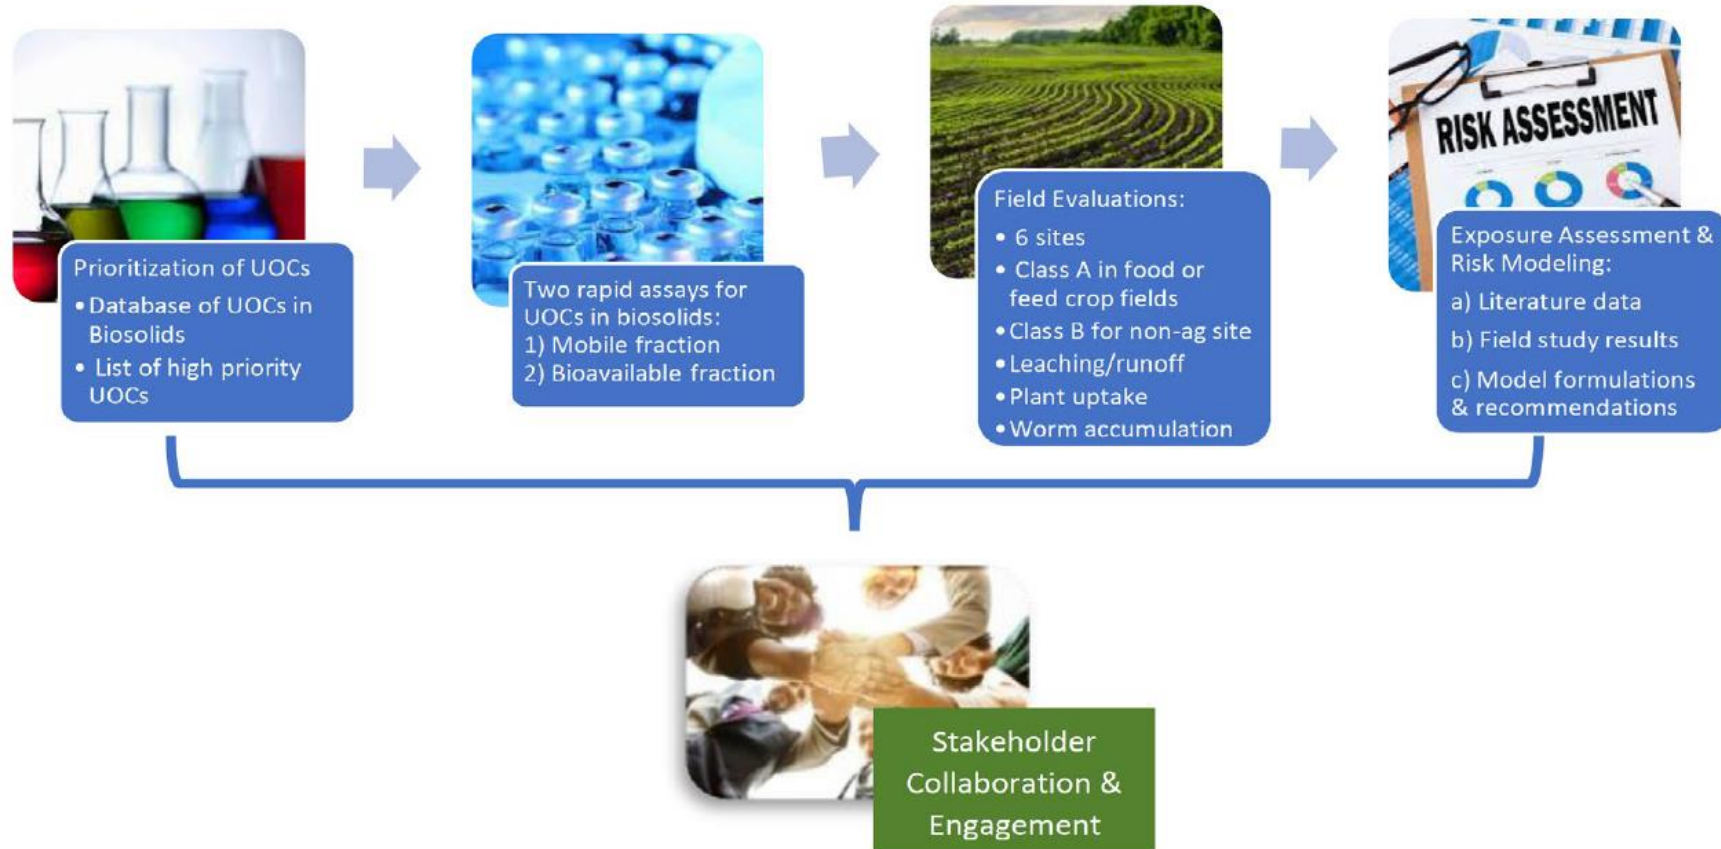 Prioritization of UOCs
• Database of UOCs in
Biosolids
• List of high priority
UOCs
Two rapid assays for
UOCs in biosolids:
1) Mobile fraction
2) Bioavailable fraction
Field Evaluations:
• 6 sites
• Class A in food or
feed crop fields
• Class B for non-ag site
• Leaching/runoff
• Plant uptake
• Worm accumulation
RISK ASSESSMENT
Exposure Assessment &
Risk Modeling:
a) Literature data
b) Field study results
c) Model formulations
& recommendations
Stakeholder
Collaboration &
Engagement